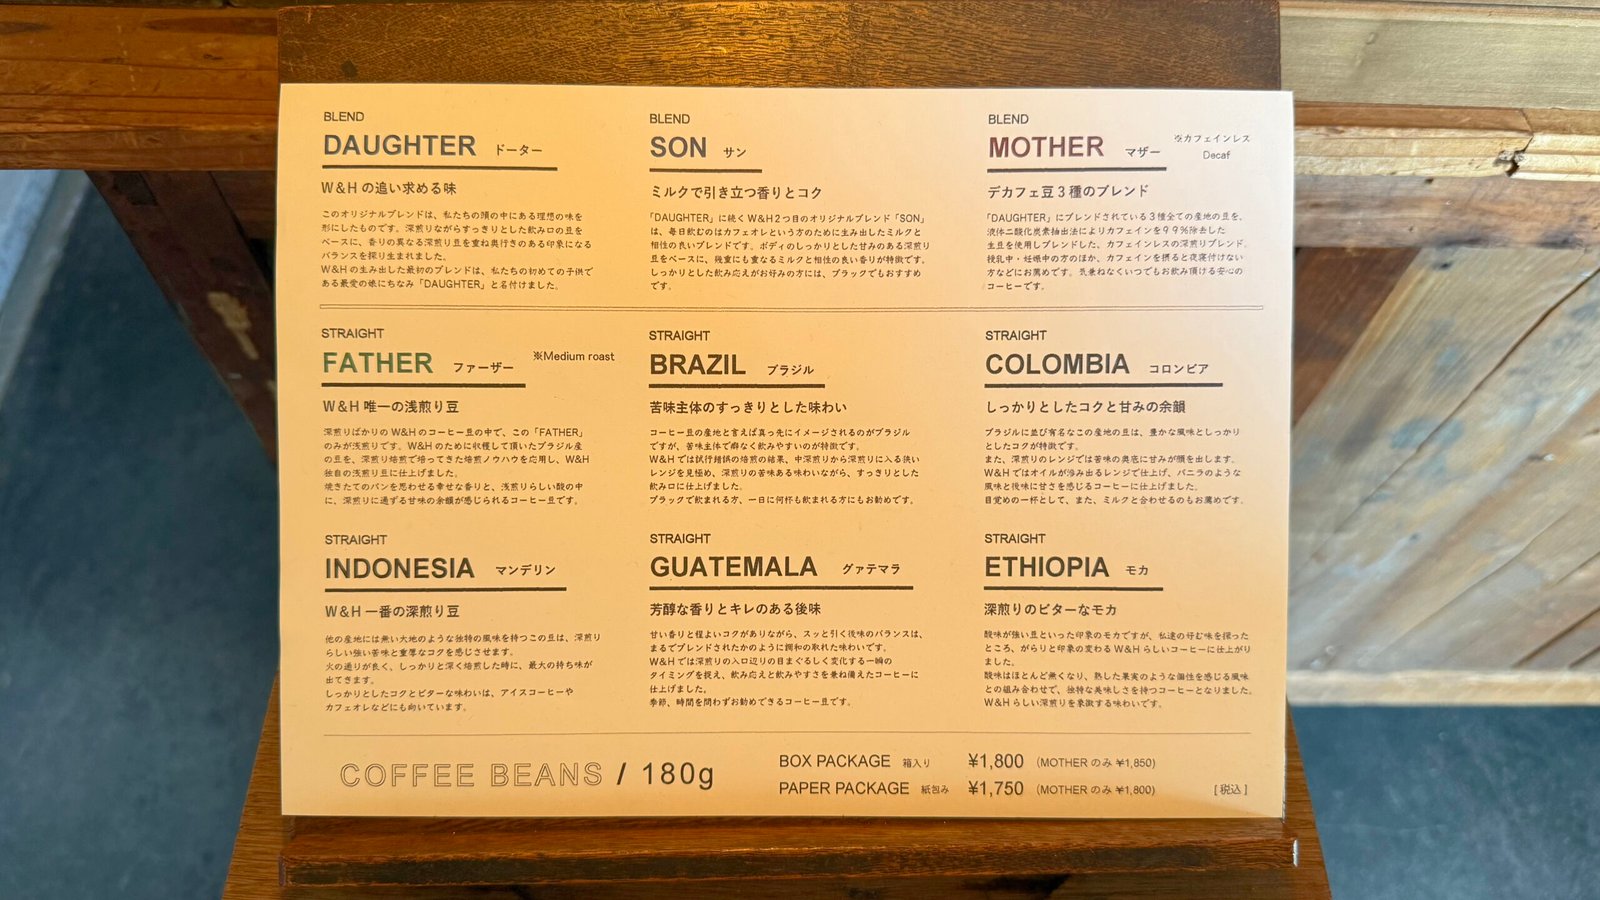 BLEND
DAUGHTER ドーター
W&H の追い求める味
このオリジナルブレンドは、私たちの頭の中にある理想の味を
形にしたものです。深煎りながらすっきりとした飲み口の豆を
ベースに、香りの異なる深煎り豆を重ね奥行きのある印象になる
バランスを探り生まれました。
W&Hの生み出した最初のブレンドは、私たちの初めての子供で
ある最愛の娘にちなみ「DAUGHTER」と名付けました。
BLEND
SON サン
ミルクで引き立つ香りとコク
「DAUGHTER」に続くW&H2つ目のオリジナルブレンド「SON」
は、毎日飲むのはカフェオレという方のために生み出したミルクと
相性の良いブレンドです。ボディのしっかりとした甘みのある深煎り
豆をベースに、幾重にも重なるミルクと相性の良い香りが特徴です。
しっかりとした飲み応えがお好みの方には、ブラックでもおすすめ
です。
BLEND
MOTHER マザー
※カフェインレス
Decaf
デカフェ豆3種のブレンド
「DAUGHTER」にブレンドされている3種全ての産地の豆を、
液体二酸化炭素抽出法によりカフェインを99%除去した
生豆を使用しブレンドした、カフェインレスの深煎りブレンド。
授乳中・妊娠中の方のほか、カフェインを摂ると夜寝付けない
方などにお薦めです。気兼ねなくいつでもお飲み頂ける安心の
コーヒーです。
STRAIGHT
FATHER ファーザー ※Medium roast
W&H 唯一の浅煎り豆
深煎りばかりのW&Hのコーヒー豆の中で、この「FATHER」
のみが浅煎りです。W&Hのために収穫して頂いたブラジル産
の豆を、深煎り焙煎で培ってきた焙煎ノウハウを応用し、W&H
独自の浅煎り豆に仕上げました。
焼きたてのパンを思わせる幸せな香りと、浅煎りらしい酸の中
に、深煎りに通ずる甘味の余韻が感じられるコーヒー豆です。
STRAIGHT
BRAZIL ブラジル
苦味主体のすっきりとした味わい
コーヒー豆の産地と言えば真っ先にイメージされるのがブラジル
ですが、苦味主体で癖なく飲みやすいのが特徴です。
W&Hでは試行錯誤の焙煎の結果、中深煎りから深煎りに入る狭い
レンジを見極め、深煎りの苦味ある味わいながら、すっきりとした
飲み口に仕上げました。
ブラックで飲まれる方、一日に何杯も飲まれる方にもお勧めです。
STRAIGHT
COLOMBIA コロンビア
しっかりとしたコクと甘みの余韻
ブラジルに並び有名なこの産地の豆は、豊かな風味としっかり
としたコクが特徴です。
また、深煎りのレンジでは苦味の奥底に甘みが顔を出します。
W&Hではオイルが滲み出るレンジで仕上げ、バニラのような
風味と後味に甘さを感じるコーヒーに仕上げました。
目覚めの一杯として、また、ミルクと合わせるのもお薦めです。
STRAIGHT
INDONESIA マンデリン
W&H 一番の深煎り豆
他の産地には無い大地のような独特の風味を持つこの豆は、深煎り
らしい強い苦味と重厚なコクを感じさせます。
火の通りが良く、しっかりと深く焙煎した時に、最大の持ち味が
出てきます。
しっかりとしたコクとビターな味わいは、アイスコーヒーや
カフェオレなどにも向いています。
STRAIGHT
GUATEMALA グァテマラ
芳醇な香りとキレのある後味
甘い香りと程よいコクがありながら、スッと引く後味のバランスは、
まるでブレンドされたかのように調和の取れた味わいです。
W&Hでは深煎りの入口辺りの目まぐるしく変化する一瞬の
タイミングを捉え、飲み応えと飲みやすさを兼ね備えたコーヒーに
仕上げました。
季節、時間を問わずお勧めできるコーヒー豆です。
STRAIGHT
ETHIOPIA モカ
深煎りのビターなモカ
酸味が強い豆といった印象のモカですが、私達の好む味を探った
ところ、がらりと印象の変わるW&Hらしいコーヒーに仕上がり
ました。
酸味はほとんど無くなり、熟した果実のような個性を感じる風味
との組み合わせで、独特な美味しさを持つコーヒーとなりました。
W&Hらしい深煎りを象徴する味わいです。
COFFEE BEANS / 180g
BOX PACKAGE 箱入り ¥1,800 (MOTHER のみ ¥1,850)
PAPER PACKAGE 紙包み ¥1,750 (MOTHER のみ ¥1,800) [税込]